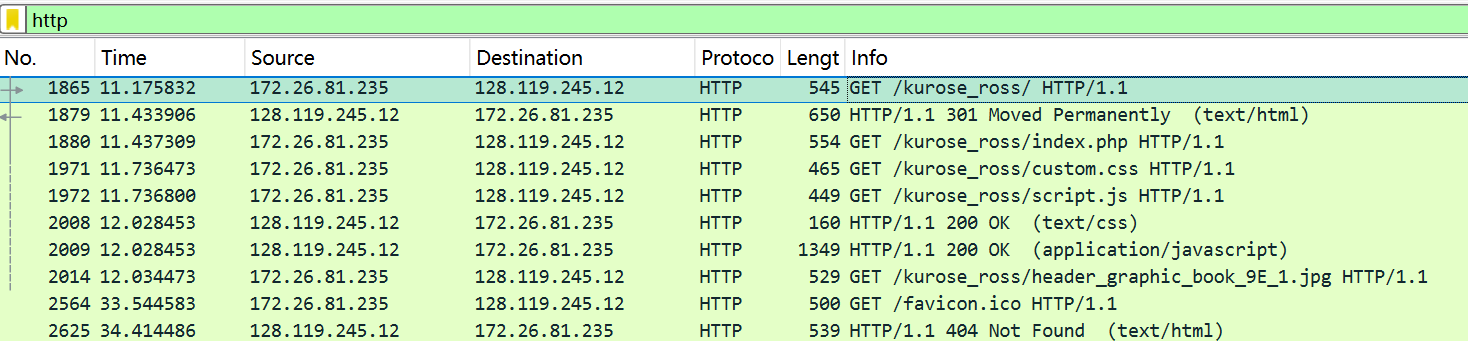 http
No. Time Source Destination Protoco Lengt Info
1865 11.175832 172.26.81.235 128.119.245.12 HTTP 545 GET /kurose_ross/ HTTP/1.1
1879 11.433906 128.119.245.12 172.26.81.235 HTTP 650 HTTP/1.1 301 Moved Permanently (text/html)
1880 11.437309 172.26.81.235 128.119.245.12 HTTP 554 GET /kurose_ross/index.php HTTP/1.1
1971 11.736473 172.26.81.235 128.119.245.12 HTTP 465 GET /kurose_ross/custom.css HTTP/1.1
1972 11.736800 172.26.81.235 128.119.245.12 HTTP 449 GET /kurose_ross/script.js HTTP/1.1
2008 12.028453 128.119.245.12 172.26.81.235 HTTP 160 HTTP/1.1 200 OK (text/css)
2009 12.028453 128.119.245.12 172.26.81.235 HTTP 1349 HTTP/1.1 200 OK (application/javascript)
2014 12.034473 172.26.81.235 128.119.245.12 HTTP 529 GET /kurose_ross/header_graphic_book_9E_1.jpg HTTP/1.1
2564 33.544583 172.26.81.235 128.119.245.12 HTTP 500 GET /favicon.ico HTTP/1.1
2625 34.414486 128.119.245.12 172.26.81.235 HTTP 539 HTTP/1.1 404 Not Found (text/html)